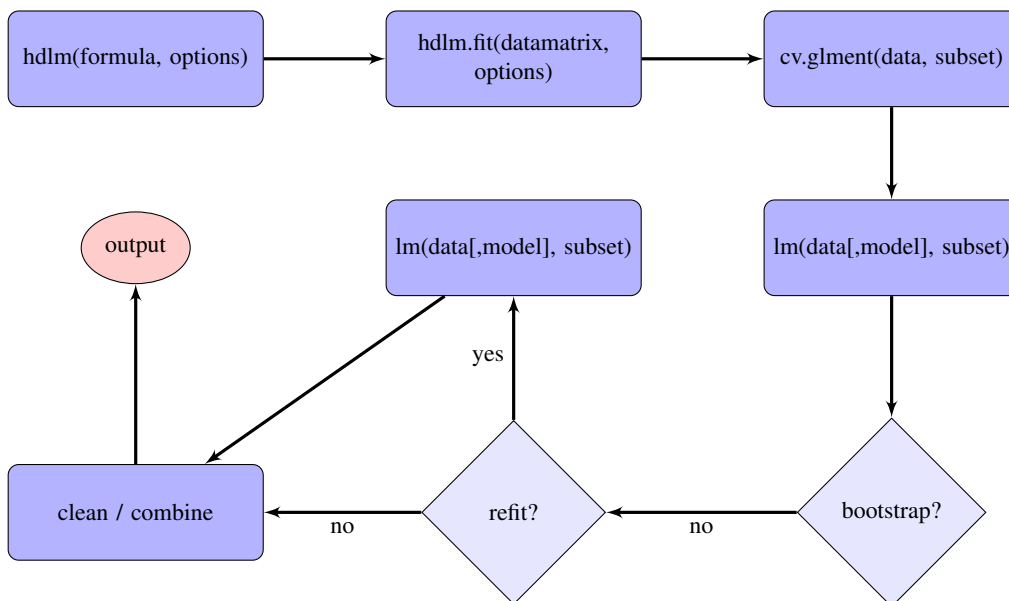 hdlm(formula, options)
hdlm.fit(datamatrix,
options)
cv.glment(data, subset)
output
lm(data[,model], subset)
lm(data[,model], subset)
yes
clean / combine
no
refit?
no
bootstrap?